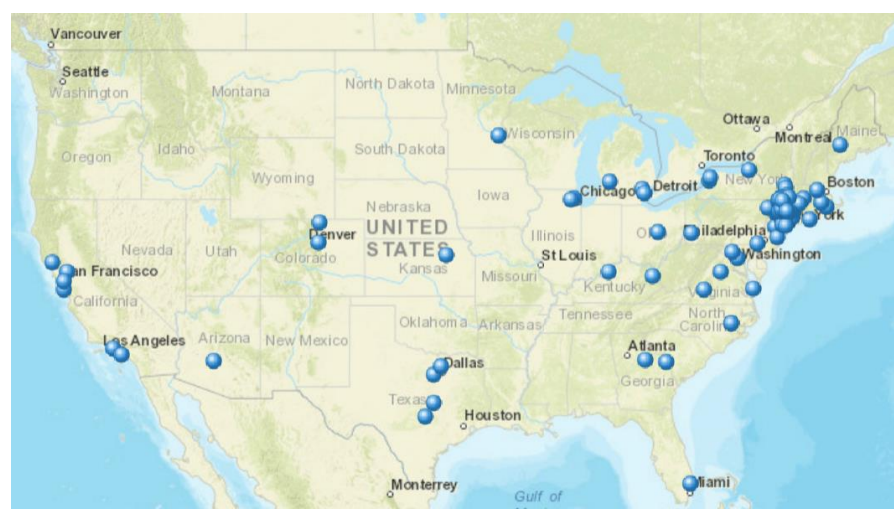 Vancouver
Seattle
Washington
Montana
North Dakota
Minnesota
Ottawa
Montreal
Maine
Oregon
Idaho
Wisconsin
Toronto
South Dakota
Wyoming
Iowa
Chicago
Detroit
New York
Boston
Nebraska
Denver
UNITED
STATES
Illinois
Philadelphia
Nevada
Utah
Colorado
Kansas
St Louis
Washington
San Francisco
Missouri
Kentucky
Virginia
California
Oklahoma
Arkansas
Tennessee
North
Carolin
Los Angeles
Arizona
New Mexico
Atlanta
Dallas
Georgia
Texas
Houston
Monterrey
Miami
Gulf of